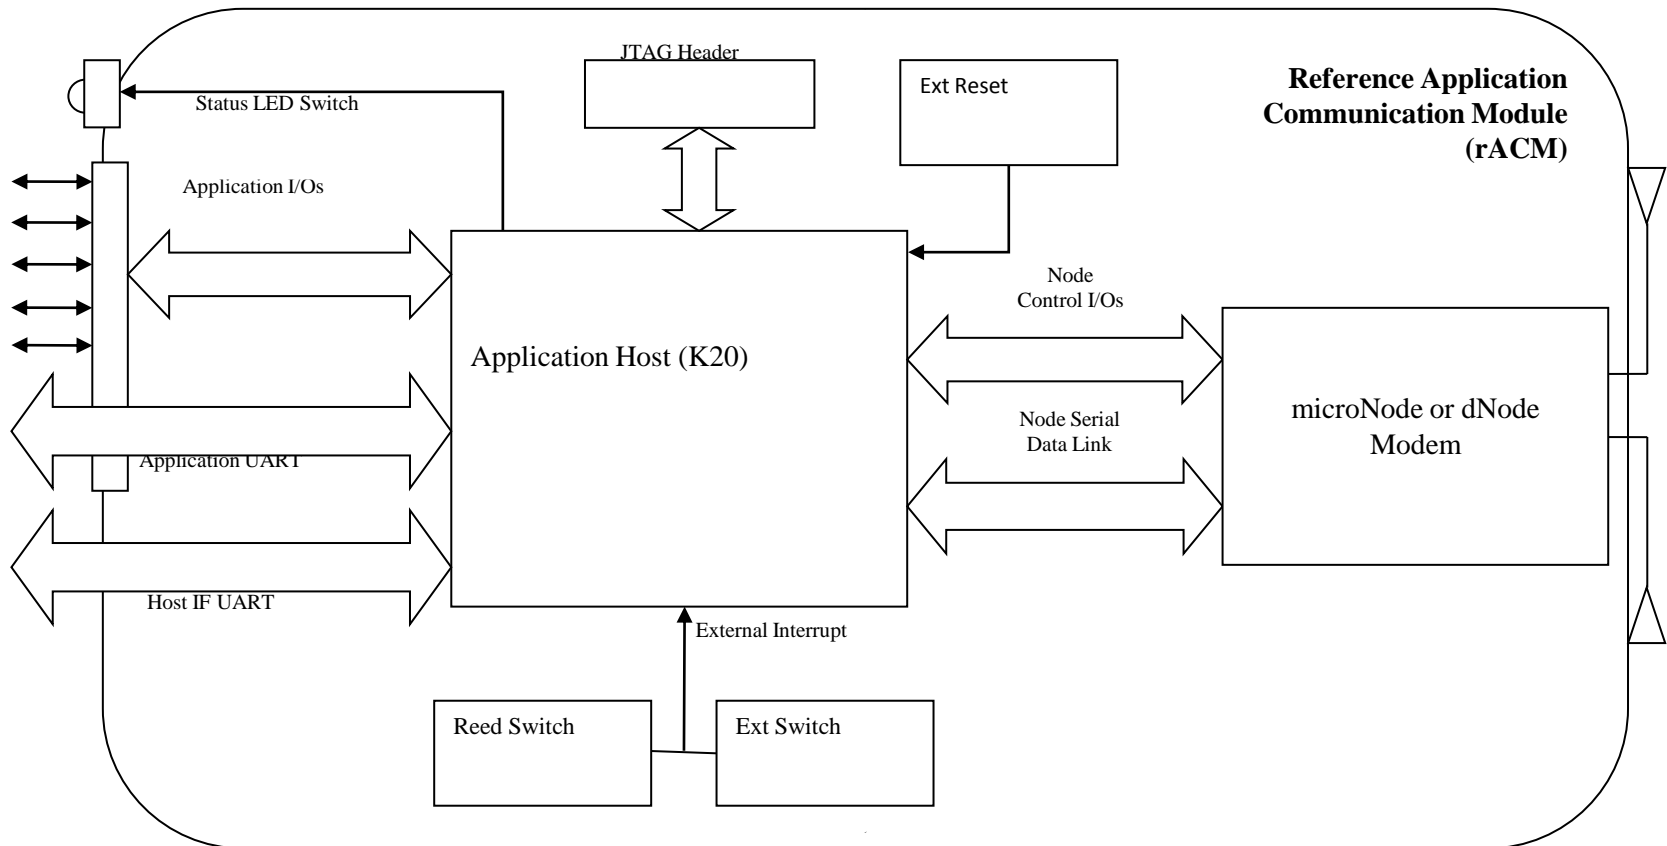 JTAG Header
Ext Reset
Reference Application
Communication Module
(rACM)
Status LED Switch
Application I/Os
Node
Control I/Os
Application Host (K20)
microNode or dNode
Modem
Node Serial
Data Link
Application UART
Host IF UART
External Interrupt
Reed Switch
Ext Switch